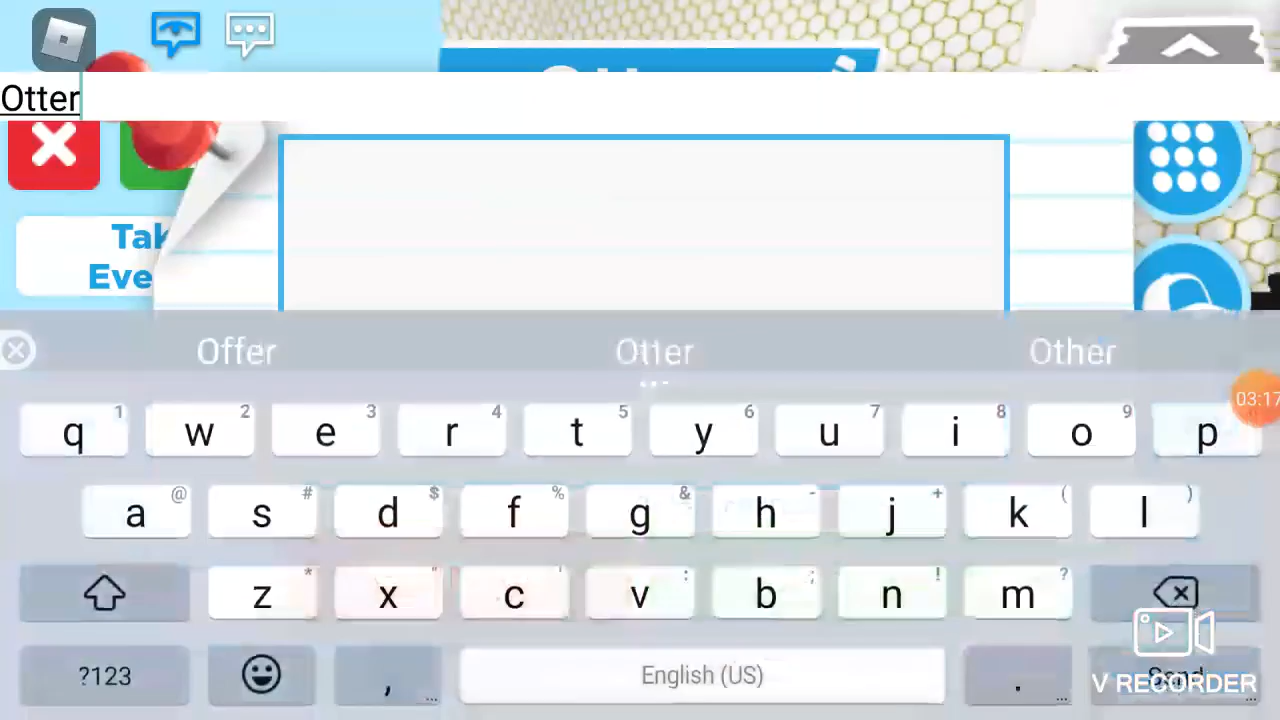 Otter
Tak
Eve
Offer Otter Other
03:17
1 2 3 4 5 6 7 8 9
q w e r t y u i o p
@ # $ % & - + ( )
a s d f g h j k l
* " ' : ; ! ?
z x c v b n m
?123 , English (US) . Send
V RECORDER